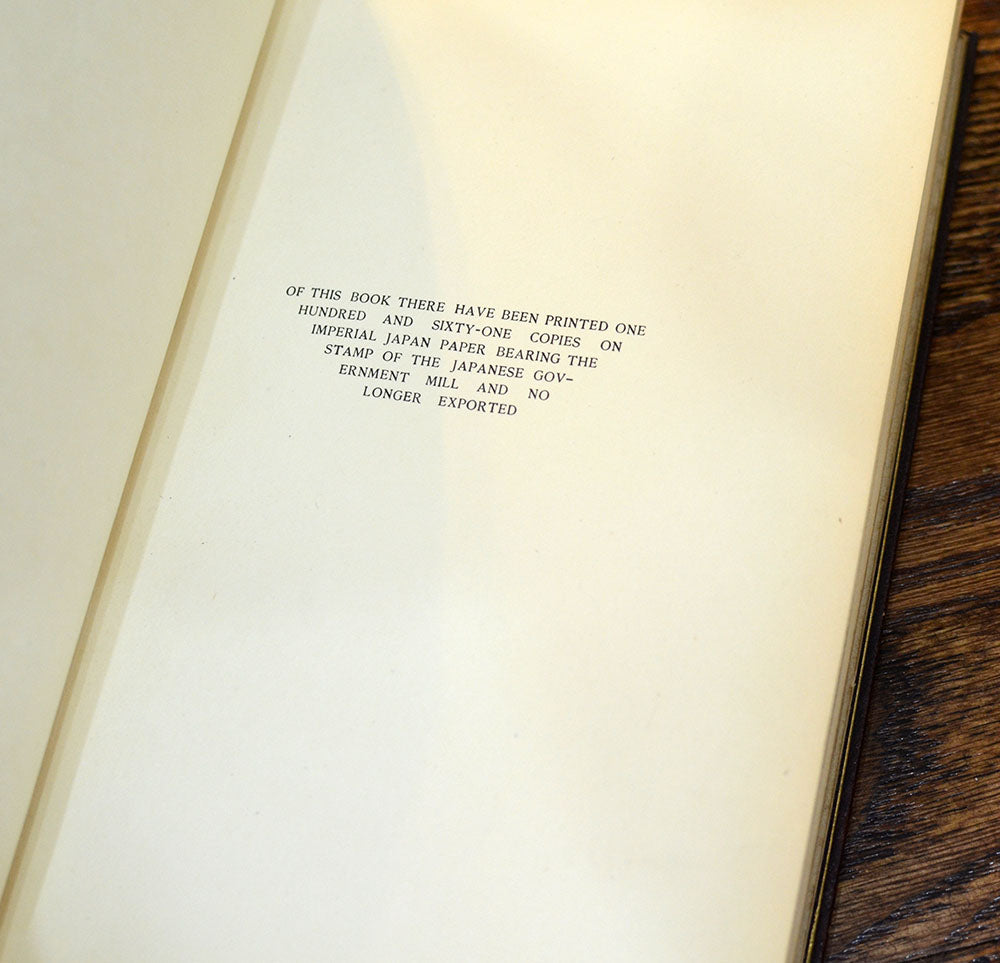 OF THIS BOOK THERE HAVE BEEN PRINTED ONE
HUNDRED AND SIXTY-ONE COPIES ON
IMPERIAL JAPAN PAPER BEARING THE
STAMP OF THE JAPANESE GOV-
ERNMENT MILL AND NO
LONGER EXPORTED